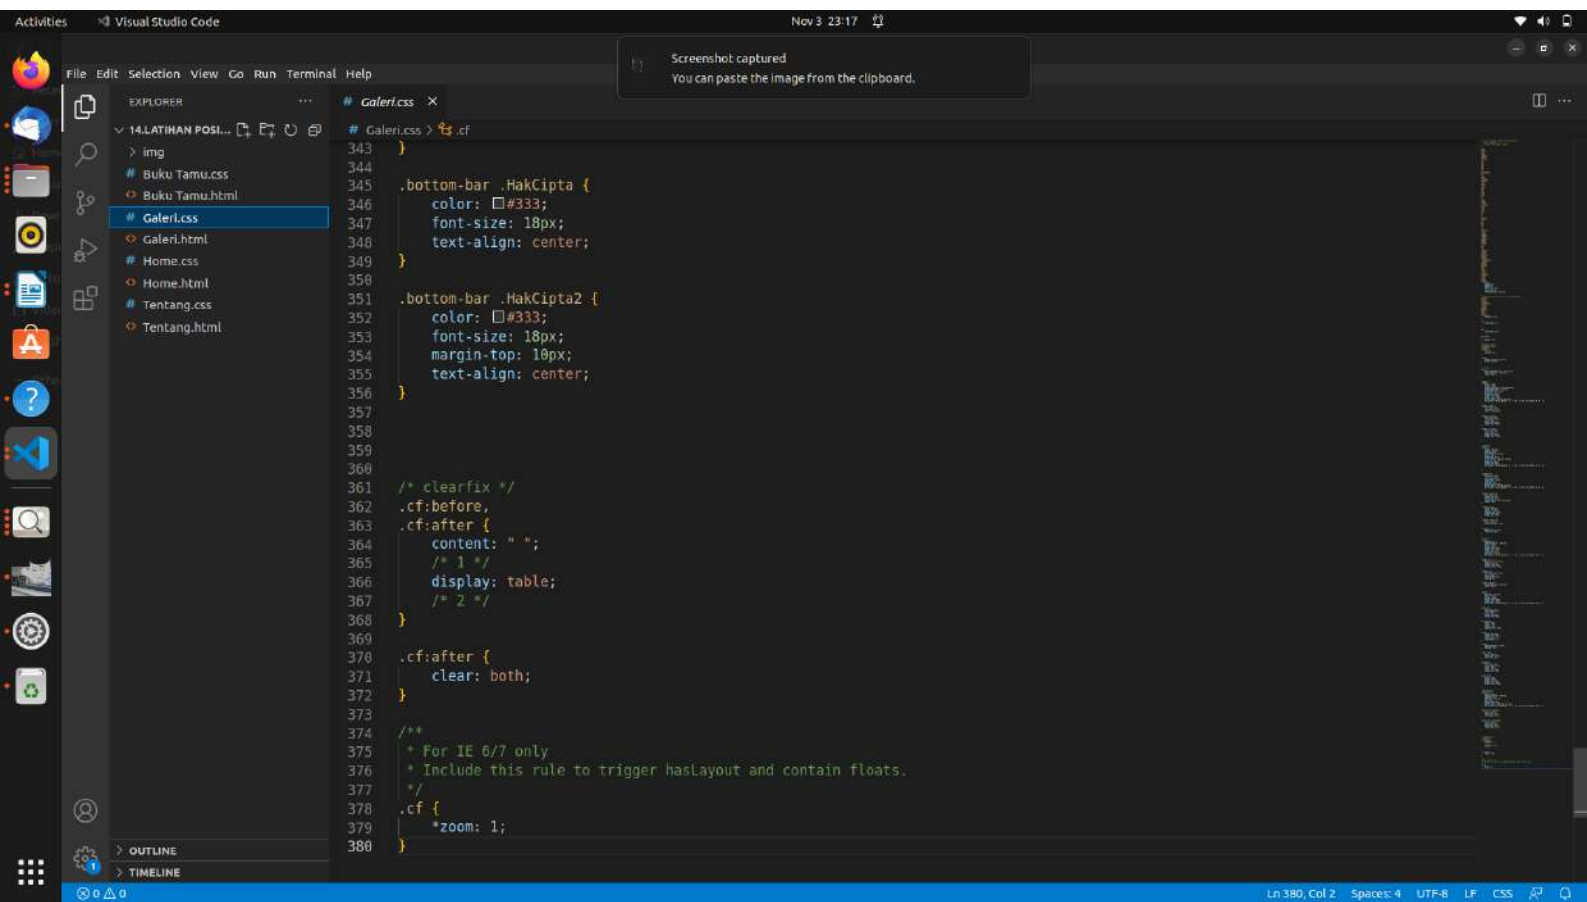 Activities
Visual Studio Code
Nov 3 23:17
Screenshot captured
You can paste the image from the clipboard.
File Edit Selection View Go Run Terminal Help
EXPLORER
# Galeri.css
14.LATIHAN POSI...
# Galeri.css > .cf
img
# Buku Tamu.css
<> Buku Tamu.html
# Galeri.css
<> Galeri.html
# Home.css
<> Home.html
# Tentang.css
<> Tentang.html
OUTLINE
TIMELINE
343 }
344
345 .bottom-bar .HakCipta {
346     color: #333;
347     font-size: 18px;
348     text-align: center;
349 }
350
351 .bottom-bar .HakCipta2 {
352     color: #333;
353     font-size: 18px;
354     margin-top: 10px;
355     text-align: center;
356 }
357
358
359
360
361 /* clearfix */
362 .cf:before,
363 .cf:after {
364     content: " ";
365     /* 1 */
366     display: table;
367     /* 2 */
368 }
369
370 .cf:after {
371     clear: both;
372 }
373
374 /**
375  * For IE 6/7 only
376  * Include this rule to trigger hasLayout and contain floats.
377  */
378 .cf {
379     *zoom: 1;
380 }
1
0 0
Ln 380, Col 2 Spaces: 4 UTF-8 LF CSS